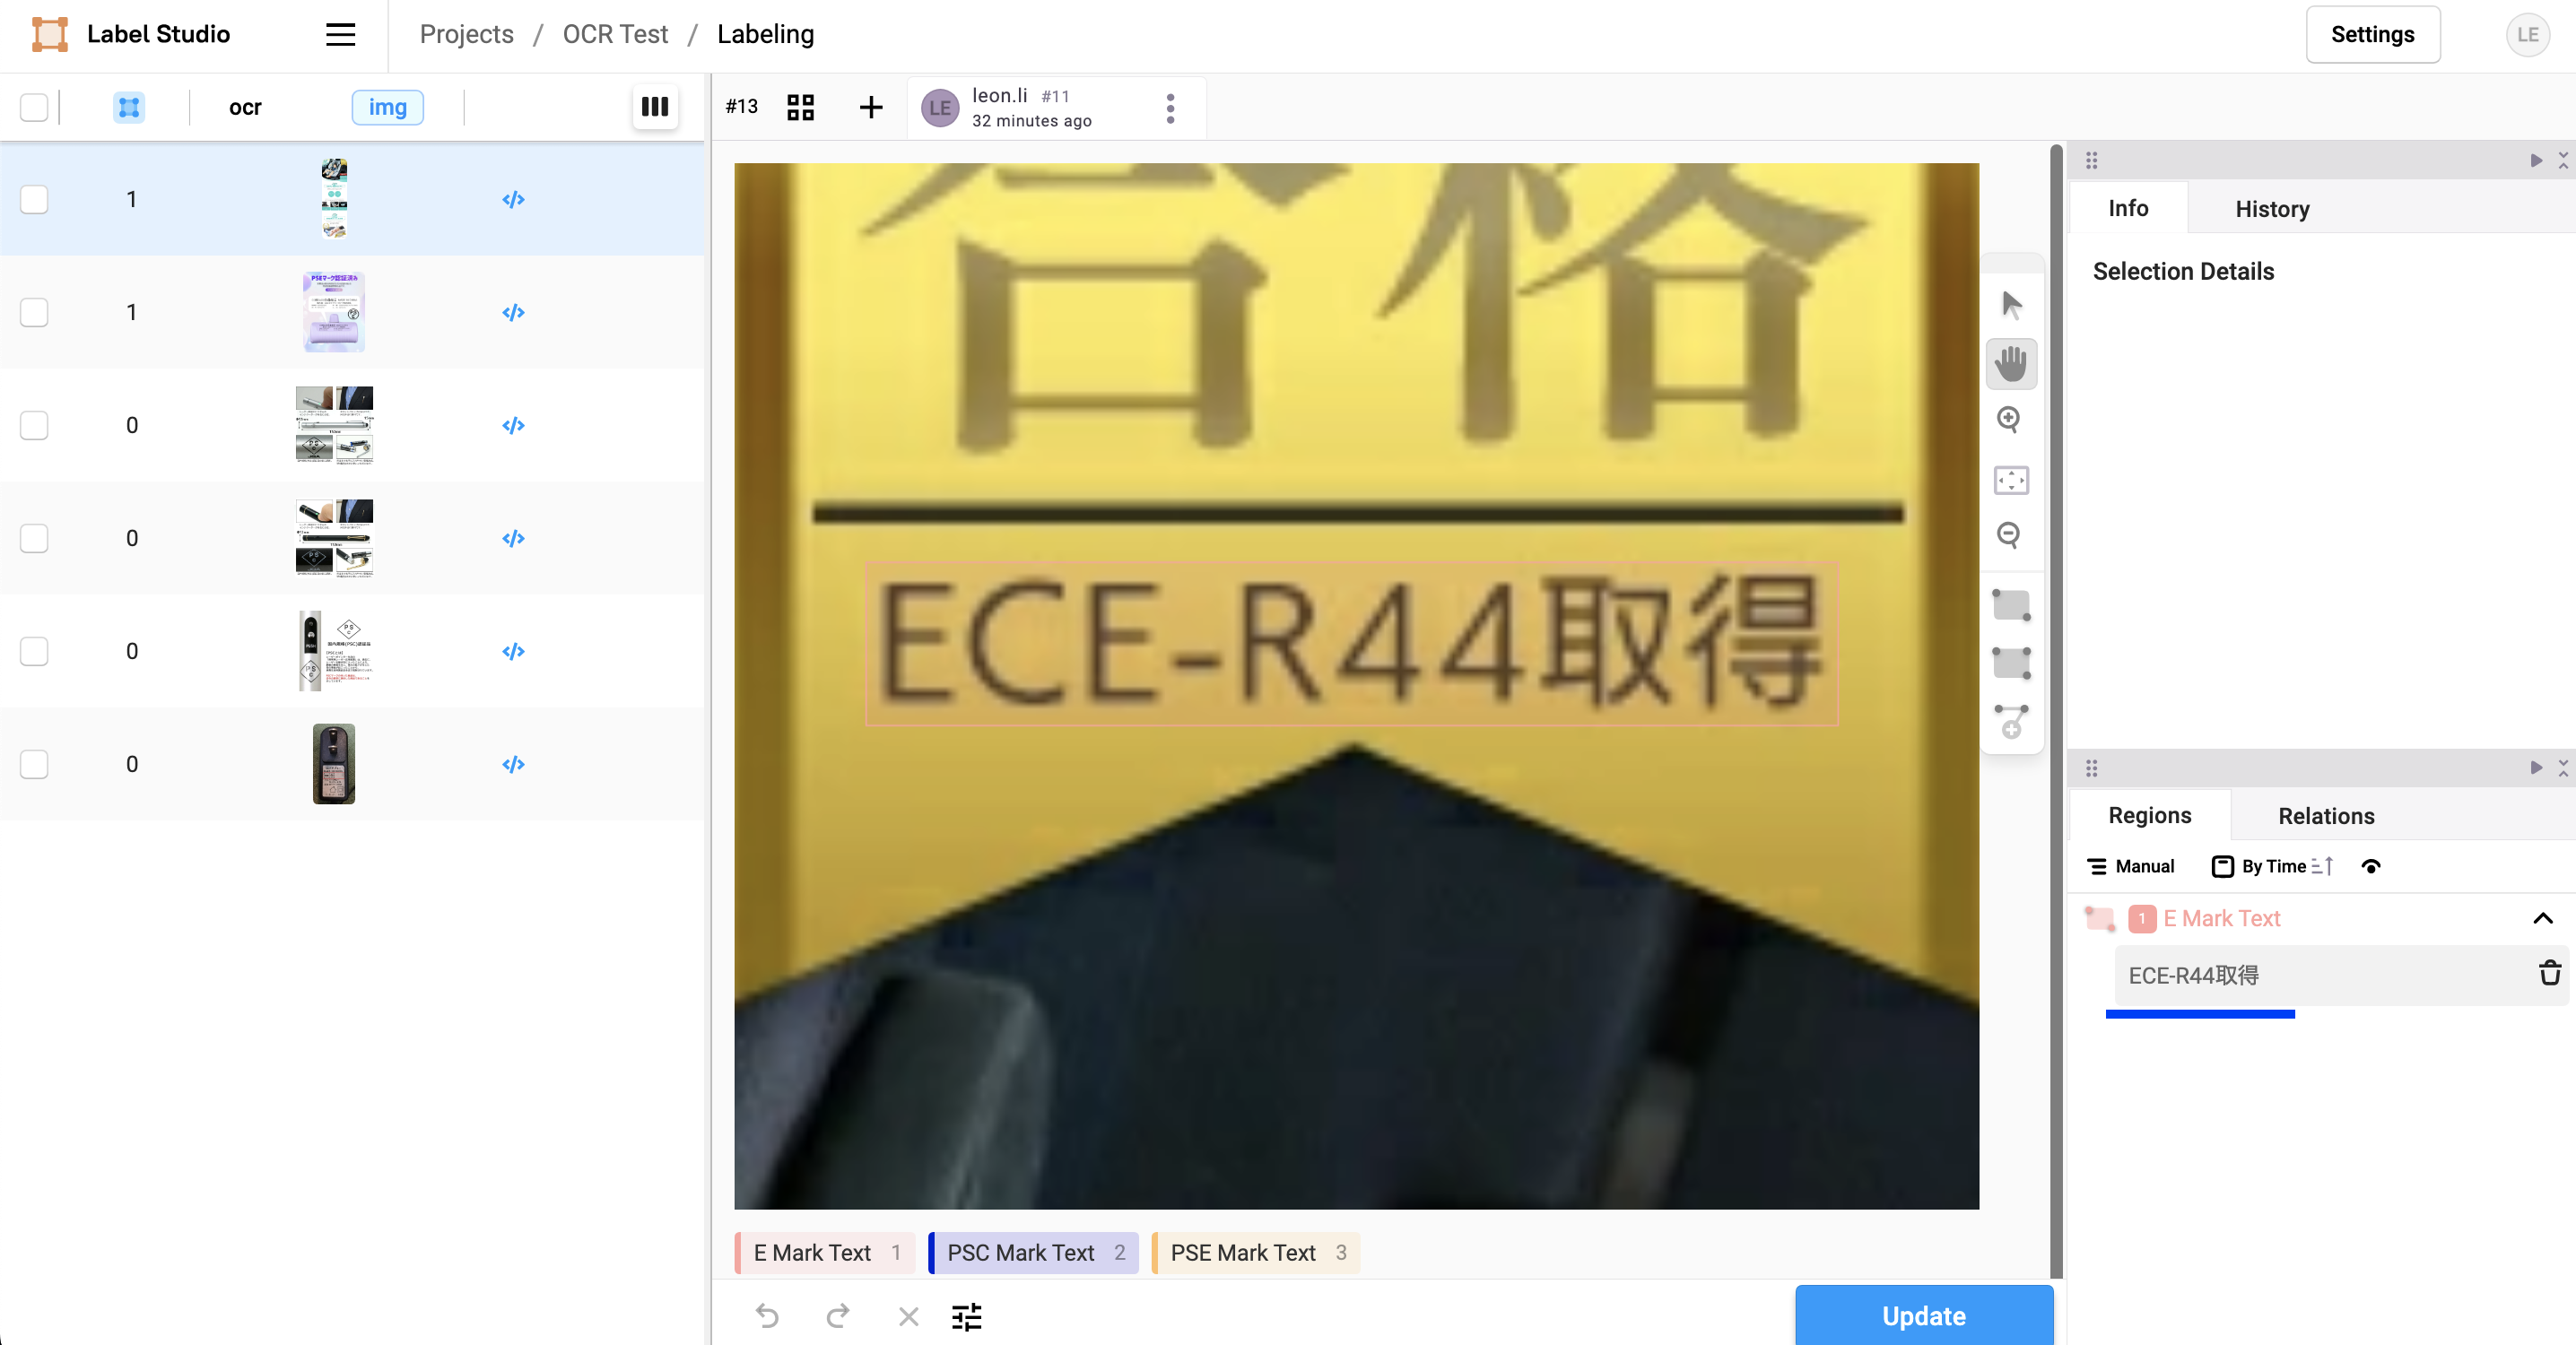 Label Studio
Projects / OCR Test / Labeling
Settings
LE
ocr
img
#13
LE
leon.li #11
32 minutes ago
1
1
0
0
0
0
合格
ECE-R44取得
Info
History
Selection Details
Regions
Relations
Manual
By Time
1 E Mark Text
ECE-R44取得
E Mark Text 1
PSC Mark Text 2
PSE Mark Text 3
Update